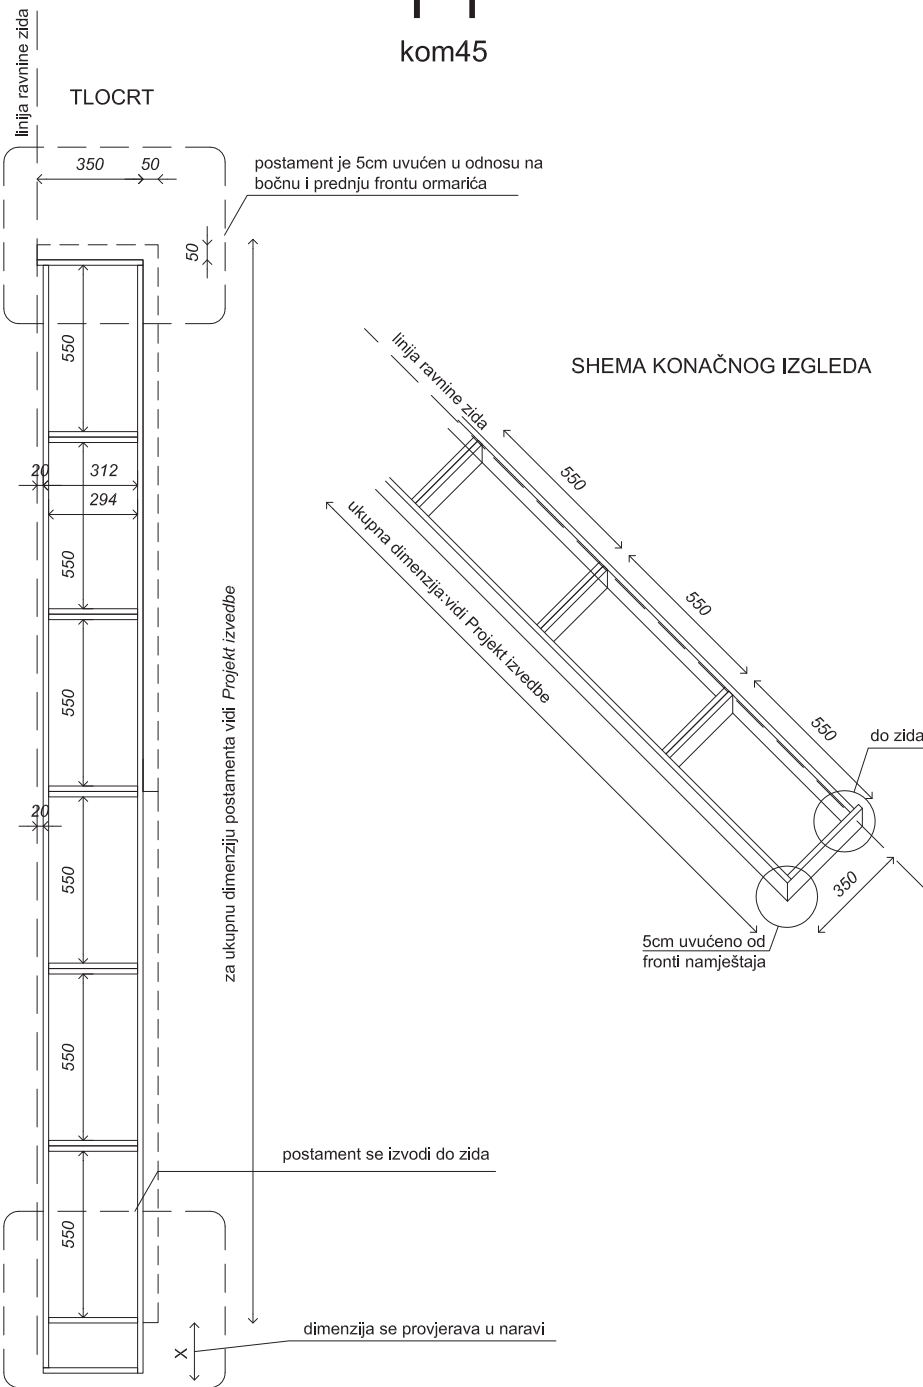 kom45
linija ravnine zida
TLOCRT
350
50
postament je 5cm uvućen u odnosu na
bočnu i prednju frontu ormarića
50
550
SHEMA KONAČNOG IZGLEDA
linija ravnine zida
20
312
294
550
550
ukupna dimenzija:vidi Projekt izvedbe
550
550
550
za ukupnu dimenziju postamenta vidi Projekt izvedbe
do zida
20
550
350
5cm uvućeno od
fronti namještaja
550
postament se izvodi do zida
550
dimenzija se provjerava u naravi
X